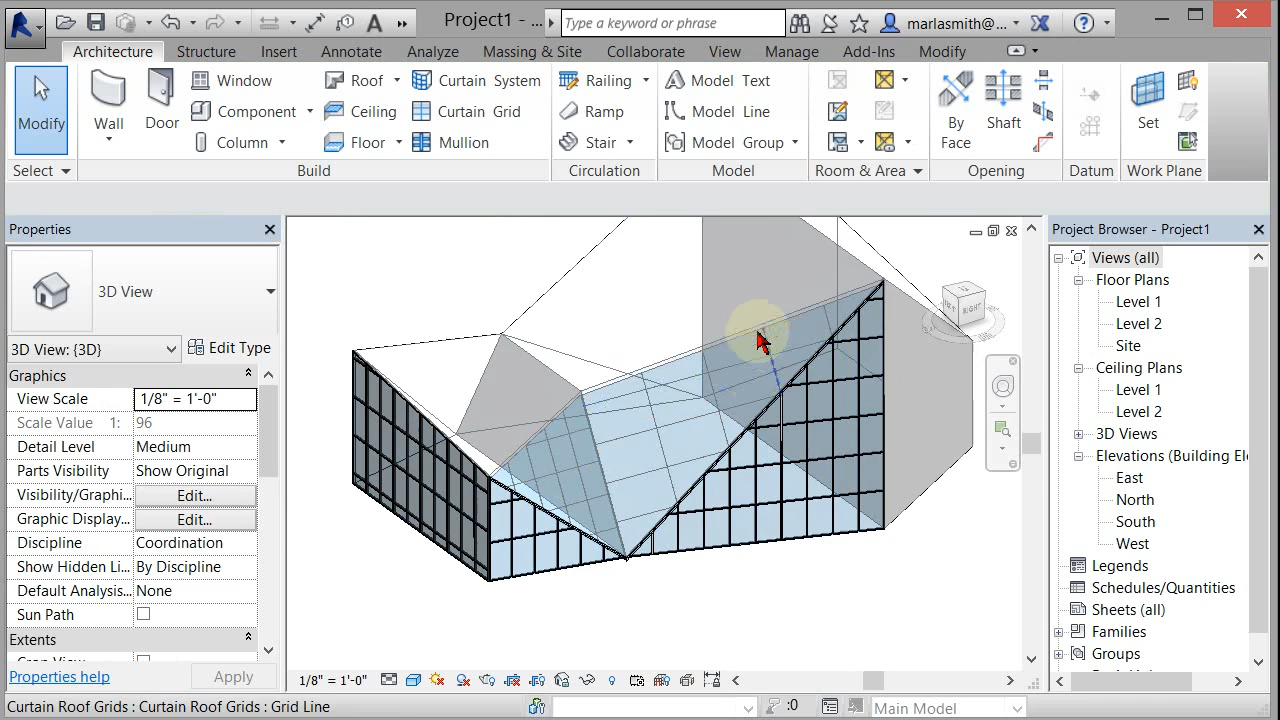 Project1 - ...
Type a keyword or phrase
marlasmith@...
Architecture Structure Insert Annotate Analyze Massing & Site Collaborate View Manage Add-Ins Modify
Modify
Wall
Door
Window
Component
Column
Roof
Ceiling
Floor
Curtain System
Curtain Grid
Mullion
Railing
Ramp
Stair
Model Text
Model Line
Model Group
By Face
Shaft
Set
Select Build Circulation Model Room & Area Opening Datum Work Plane
Properties
3D View
3D View: {3D} Edit Type
Graphics
View Scale 1/8" = 1'-0"
Scale Value 1: 96
Detail Level Medium
Parts Visibility Show Original
Visibility/Graphi... Edit...
Graphic Display... Edit...
Discipline Coordination
Show Hidden Li... By Discipline
Default Analysis... None
Sun Path
Extents
Properties help Apply
RIGHT
1/8" = 1'-0"
Project Browser - Project1
Views (all)
Floor Plans
Level 1
Level 2
Site
Ceiling Plans
Level 1
Level 2
3D Views
Elevations (Building El
East
North
South
West
Legends
Schedules/Quantities
Sheets (all)
Families
Groups
Curtain Roof Grids : Curtain Roof Grids : Grid Line
:0
Main Model